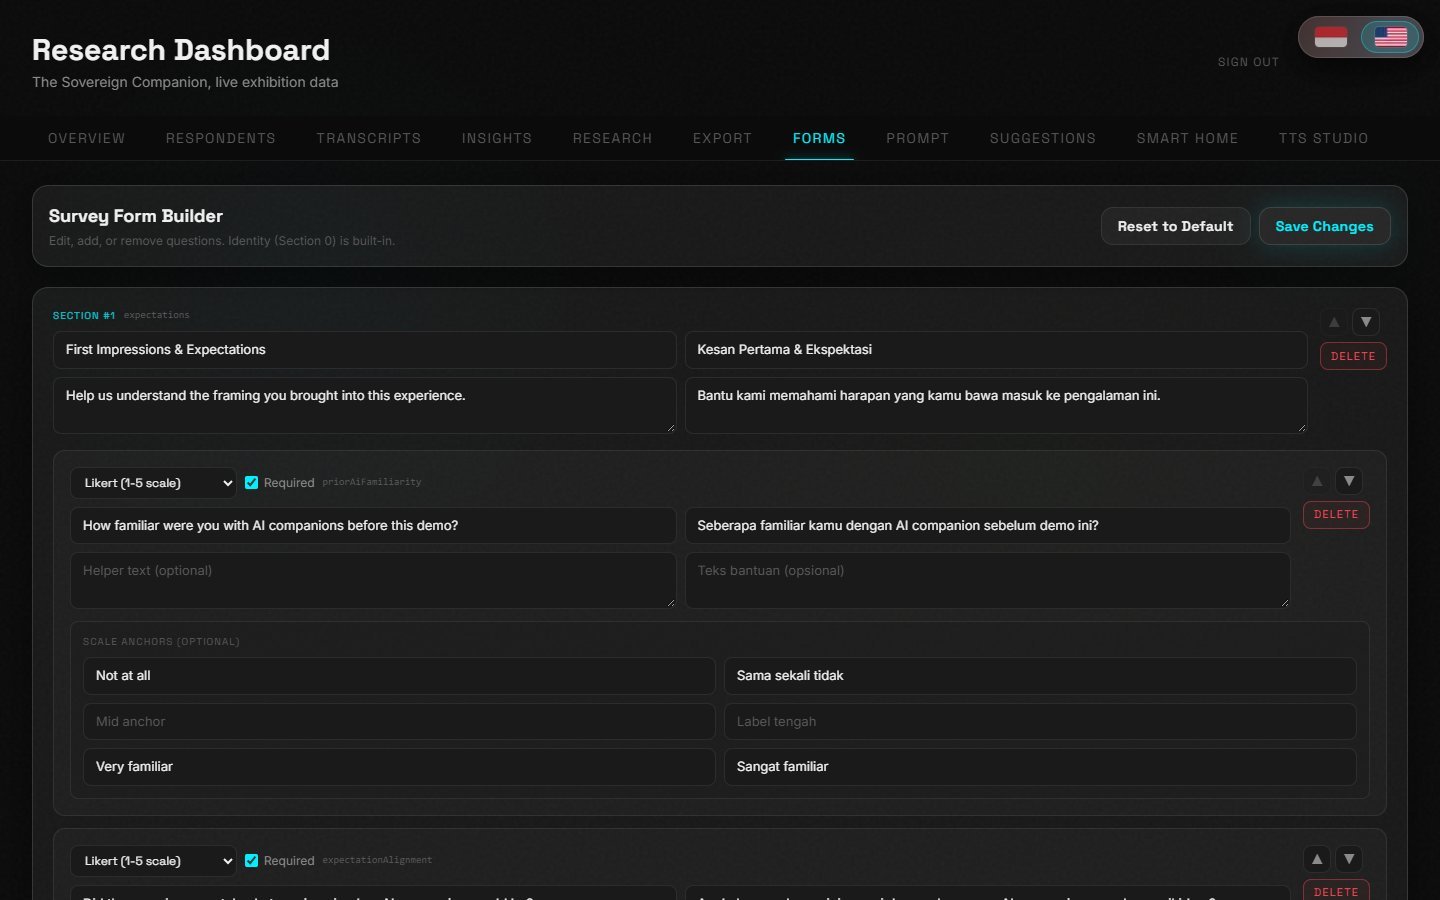 Research Dashboard
The Sovereign Companion, live exhibition data
SIGN OUT
OVERVIEW RESPONDENTS TRANSCRIPTS INSIGHTS RESEARCH EXPORT FORMS PROMPT SUGGESTIONS SMART HOME TTS STUDIO
Survey Form Builder
Edit, add, or remove questions. Identity (Section 0) is built-in.
Reset to Default Save Changes
SECTION #1 expectations
First Impressions & Expectations Kesan Pertama & Ekspektasi
DELETE
Help us understand the framing you brought into this experience. Bantu kami memahami harapan yang kamu bawa masuk ke pengalaman ini.
Likert (1-5 scale) Required priorAiFamiliarity
DELETE
How familiar were you with AI companions before this demo? Seberapa familiar kamu dengan AI companion sebelum demo ini?
Helper text (optional) Teks bantuan (opsional)
SCALE ANCHORS (OPTIONAL)
Not at all Sama sekali tidak
Mid anchor Label tengah
Very familiar Sangat familiar
Likert (1-5 scale) Required expectationAlignment
DELETE